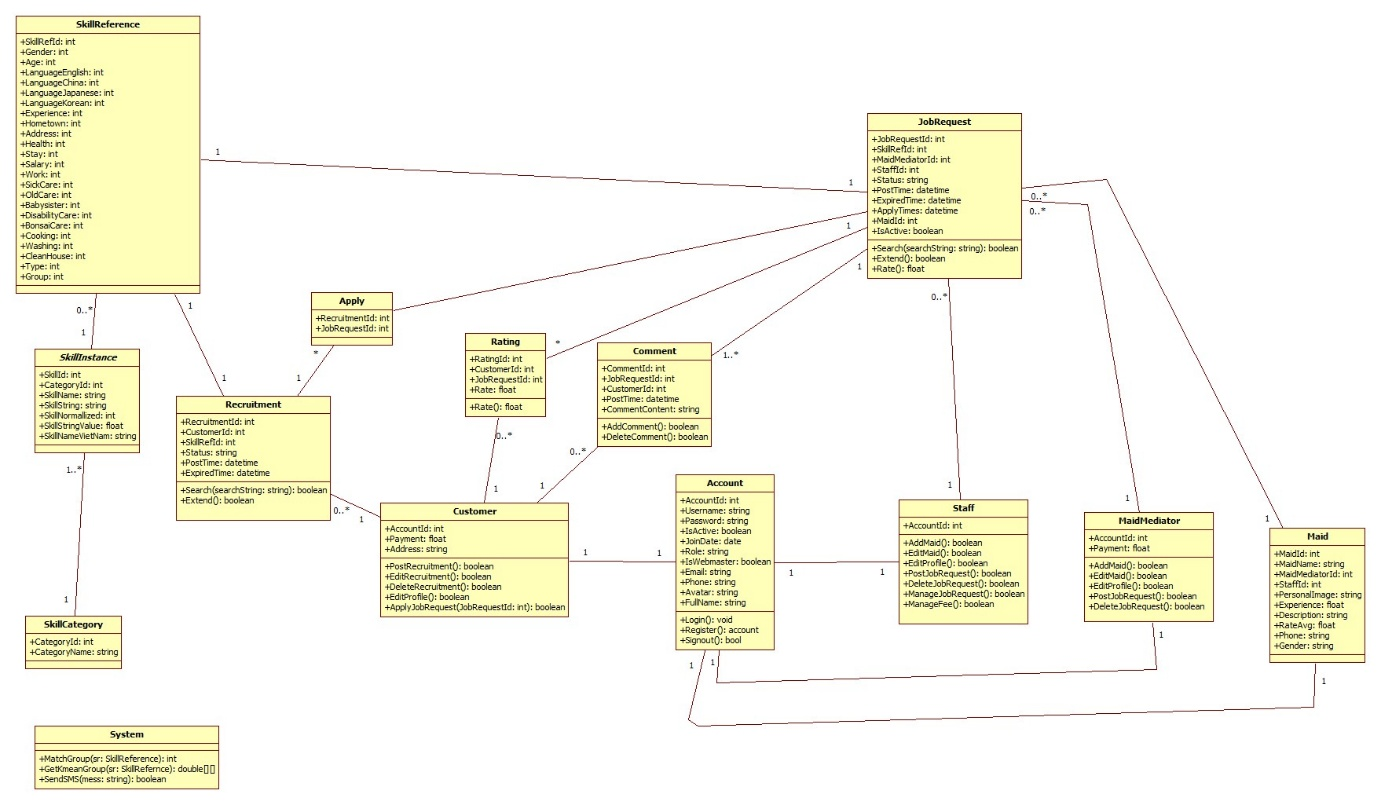 SkillReference
+SkillRefId: int
+Gender: int
+Age: int
+LanguageEnglish: int
+LanguageChina: int
+LanguageJapanese: int
+LanguageKorean: int
+Experience: int
+Hometown: int
+Address: int
+Health: int
+Stay: int
+Salary: int
+Work: int
+SickCare: int
+OldCare: int
+Babysister: int
+DisabilityCare: int
+BonsaiCare: int
+Cooking: int
+Washing: int
+CleanHouse: int
+Type: int
+Group: int
1
1
JobRequest
+JobRequestId: int
+SkillRefId: int
+MaidMediatorId: int
+StaffId: int
+Status: string
+PostTime: datetime
+ExpiredTime: datetime
+ApplyTimes: datetime
+MaidId: int
+IsActive: boolean
+Search(searchString: string): boolean
+Extend(): boolean
+Rate(): float
0..*
0..*
1
1
0..*
0..*
1
SkillInstance
+SkillId: int
+CategoryId: int
+SkillName: string
+SkillString: string
+SkillNormallized: int
+SkillStringValue: float
+SkillNameVietNam: string
1..*
1
SkillCategory
+CategoryId: int
+CategoryName: string
1
1
Apply
+RecruitmentId: int
+JobRequestId: int
*
1
Recruitment
+RecruitmentId: int
+CustomerId: int
+SkillRefId: int
+Status: string
+PostTime: datetime
+ExpiredTime: datetime
+Search(searchString: string): boolean
+Extend(): boolean
0..*
1
Rating
+RatingId: int
+CustomerId: int
+JobRequestId: int
+Rate: float
+Rate(): float
*
0..*
1
Comment
+CommentId: int
+JobRequestId: int
+CustomerId: int
+PostTime: datetime
+CommentContent: string
+AddComment(): boolean
+DeleteComment(): boolean
1..*
0..*
1
Customer
+AccountId: int
+Payment: float
+Address: string
+PostRecruitment(): boolean
+EditRecruitment(): boolean
+DeleteRecruitment(): boolean
+EditProfile(): boolean
+ApplyJobRequest(JobRequestId: int): boolean
1
1
Account
+AccountId: int
+Username: string
+Password: string
+IsActive: boolean
+JoinDate: date
+Role: string
+IsWebmaster: boolean
+Email: string
+Phone: string
+Avatar: string
+FullName: string
+Login(): void
+Register(): account
+Signout(): bool
1
1
1
1
1
Staff
+AccountId: int
+AddMaid(): boolean
+EditMaid(): boolean
+EditProfile(): boolean
+PostJobRequest(): boolean
+DeleteJobRequest(): boolean
+ManageJobRequest(): boolean
+ManageFee(): boolean
1
MaidMediator
+AccountId: int
+Payment: float
+AddMaid(): boolean
+EditMaid(): boolean
+EditProfile(): boolean
+PostJobRequest(): boolean
+DeleteJobRequest(): boolean
1
1
Maid
+MaidId: int
+MaidName: string
+MaidMediatorId: int
+StaffId: int
+PersonalImage: string
+Experience: float
+Description: string
+RateAvg: float
+Phone: string
+Gender: string
1
System
+MatchGroup(sr: SkillReference): int
+GetKmeanGroup(sr: SkillRefernce): double[][]
+SendSMS(mess: string): boolean